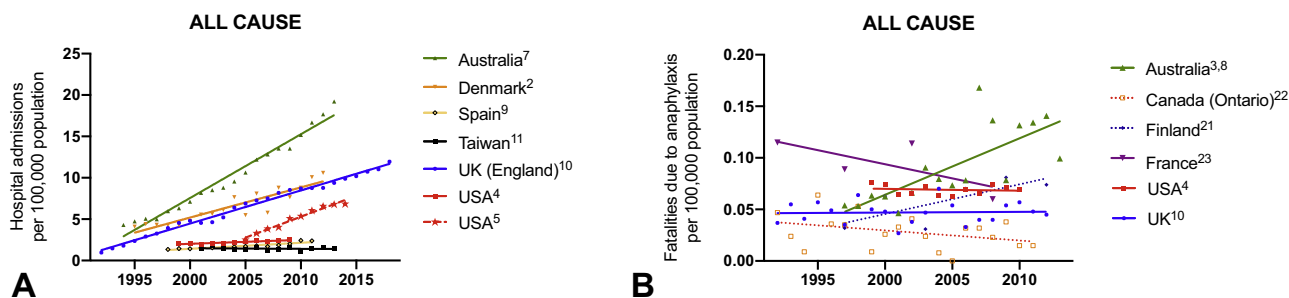 ALL CAUSE
Hospital admissions
per 100,000 population
25
20
15
10
5
0
1995
2000
2005
2010
2015
Australia7
Denmark2
Spain9
Taiwan11
UK (England)10
USA4
USA5
A
ALL CAUSE
Fatalities due to anaphylaxis
per 100,000 population
0.20
0.15
0.10
0.05
0.00
1995
2000
2005
2010
Australia3,8
Canada (Ontario)22
Finland21
France23
USA4
UK10
B